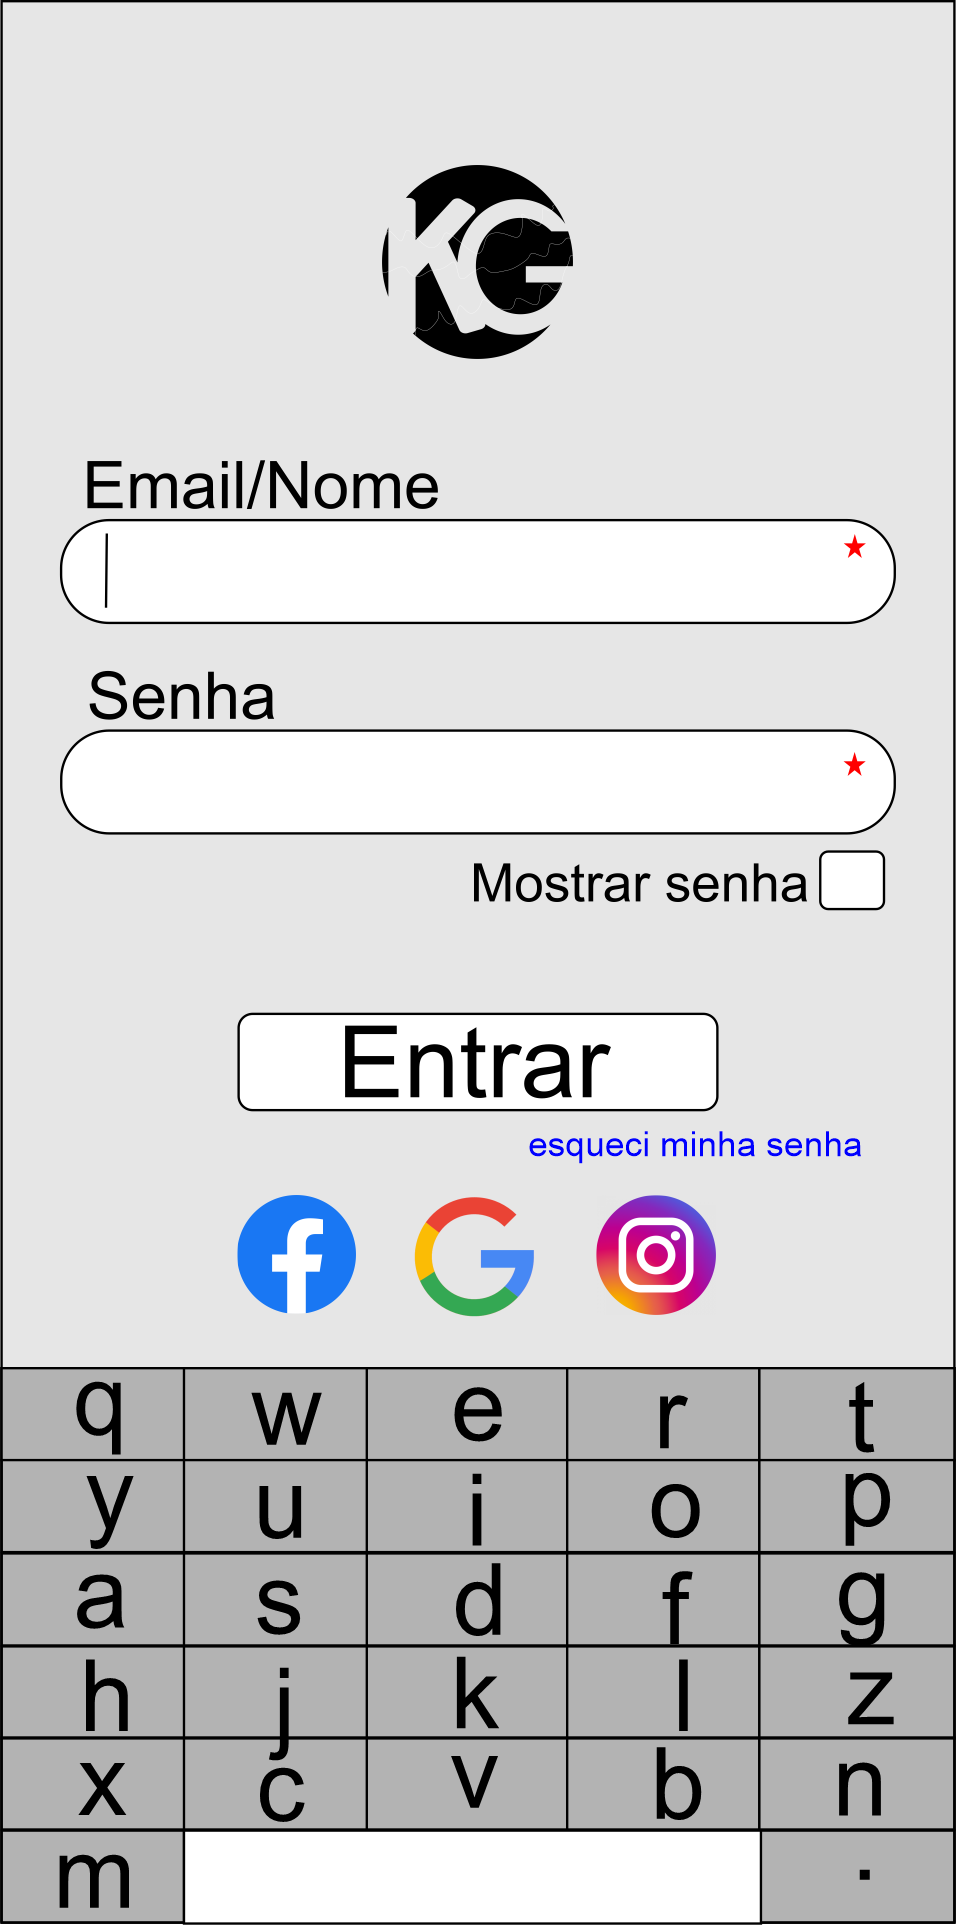 KG
Email/Nome
Senha
Mostrar senha
Entrar
esqueci minha senha
q w e r t
y u i o p
a s d f g
h j k l z
x c v b n
m .